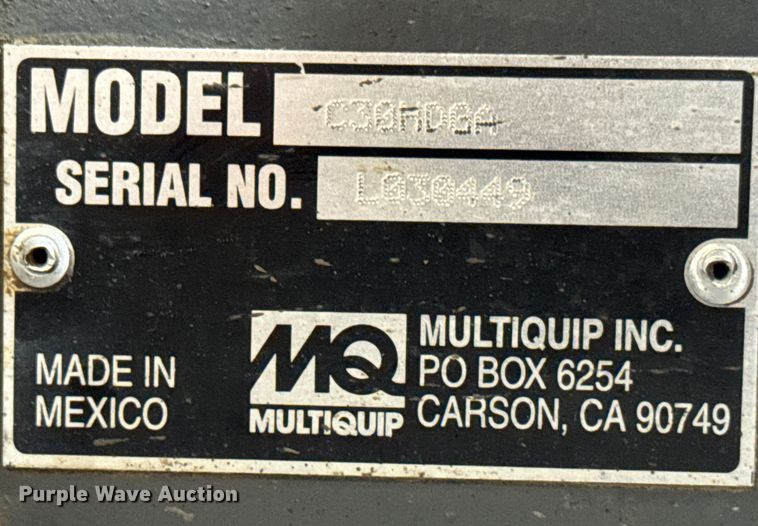 MODEL C30HDGA
SERIAL NO. L030449
MADE IN
MEXICO
MQ
MULTIQUIP
MULTIQUIP INC.
PO BOX 6254
CARSON, CA 90749
Purple Wave Auction